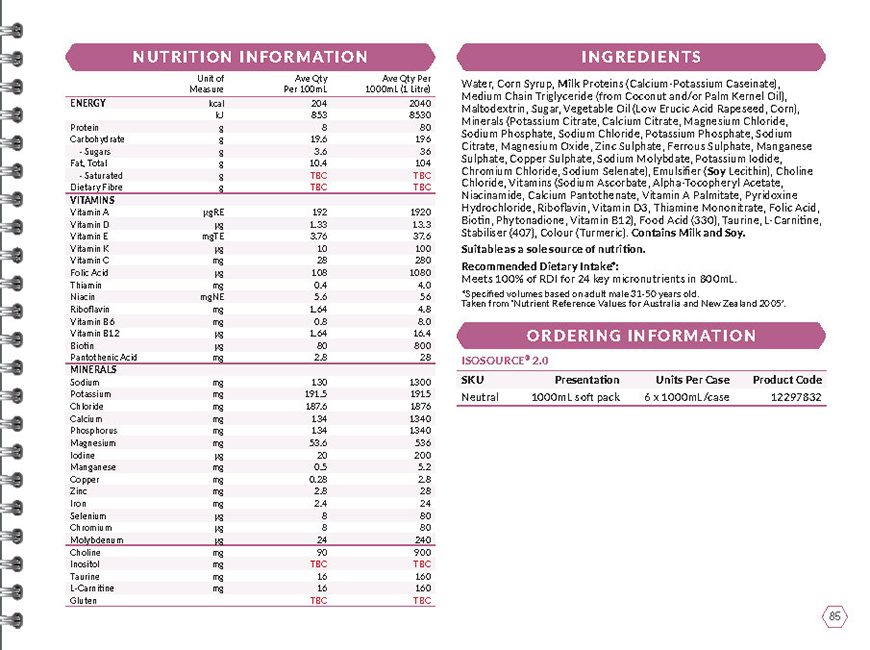 NUTRITION INFORMATION
Unit of Measure Ave Qty Per 100mL Ave Qty Per 1000mL (1 Litre)
ENERGY kcal 204 2040
kJ 853 8530
Protein g 8 80
Carbohydrate g 19.6 196
- Sugars g 3.6 36
Fat, Total g 10.4 104
- Saturated g TBC TBC
Dietary Fibre g TBC TBC
VITAMINS
Vitamin A µgRE 192 1920
Vitamin D µg 1.33 13.3
Vitamin E mgTE 3.76 37.6
Vitamin K µg 10 100
Vitamin C mg 28 280
Folic Acid µg 108 1080
Thiamin mg 0.4 4.0
Niacin mgNE 5.6 56
Riboflavin mg 1.64 4.8
Vitamin B6 mg 0.8 8.0
Vitamin B12 µg 1.64 16.4
Biotin µg 80 800
Pantothenic Acid mg 2.8 28
MINERALS
Sodium mg 130 1300
Potassium mg 191.5 1915
Chloride mg 187.6 1876
Calcium mg 134 1340
Phosphorus mg 134 1340
Magnesium mg 53.6 536
Iodine µg 20 200
Manganese mg 0.5 5.2
Copper mg 0.28 2.8
Zinc mg 2.8 28
Iron mg 2.4 24
Selenium µg 8 80
Chromium µg 8 80
Molybdenum µg 24 240
Choline mg 90 900
Inositol mg TBC TBC
Taurine mg 16 160
L-Carnitine mg 16 160
Gluten TBC TBC
INGREDIENTS
Water, Corn Syrup, Milk Proteins (Calcium-Potassium Caseinate),
Medium Chain Triglyceride (from Coconut and/or Palm Kernel Oil),
Maltodextrin, Sugar, Vegetable Oil (Low Erucic Acid Rapeseed, Corn),
Minerals (Potassium Citrate, Calcium Citrate, Magnesium Chloride,
Sodium Phosphate, Sodium Chloride, Potassium Phosphate, Sodium
Citrate, Magnesium Oxide, Zinc Sulphate, Ferrous Sulphate, Manganese
Sulphate, Copper Sulphate, Sodium Molybdate, Potassium Iodide,
Chromium Chloride, Sodium Selenate), Emulsifier (Soy Lecithin), Choline
Chloride, Vitamins (Sodium Ascorbate, Alpha-Tocopheryl Acetate,
Niacinamide, Calcium Pantothenate, Vitamin A Palmitate, Pyridoxine
Hydrochloride, Riboflavin, Vitamin D3, Thiamine Mononitrate, Folic Acid,
Biotin, Phytonadione, Vitamn B12), Food Acid (330), Taurine, L-Carnitine,
Stabiliser (407), Colour (Turmeric). Contains Milk and Soy.
Suitable as a sole source of nutrition.
Recommended Dietary Intake*:
Meets 100% of RDI for 24 key micronutrients in 800mL.
*Specified volumes based on adult male 31-50 years old.
Taken from 'Nutrient Reference Values for Australia and New Zealand 2005'.
ORDERING INFORMATION
ISOSOURCE® 2.0
SKU Presentation Units Per Case Product Code
Neutral 1000mL soft pack 6 x 1000mL/case 12297832
85